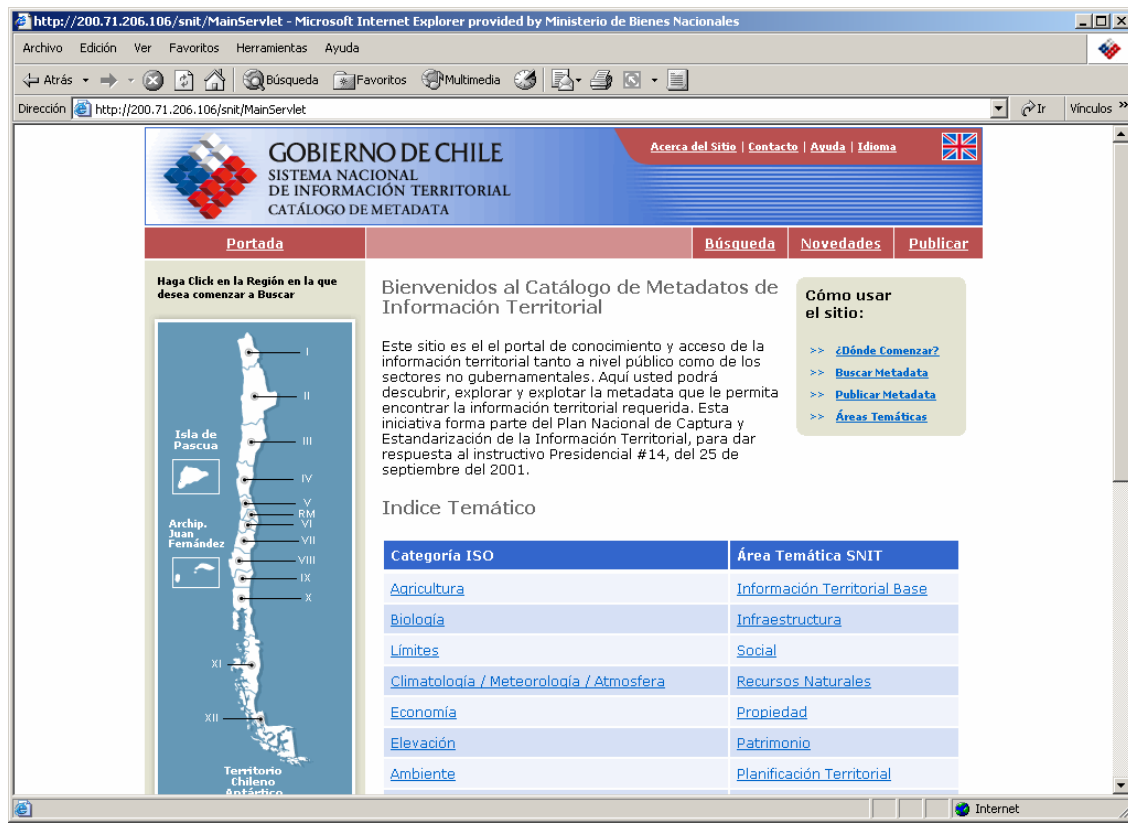 http://200.71.206.106/snit/MainServlet - Microsoft Internet Explorer provided by Ministerio de Bienes Nacionales
Archivo Edición Ver Favoritos Herramientas Ayuda
Atrás Búsqueda Favoritos Multimedia
Dirección http://200.71.206.106/snit/MainServlet Ir Vínculos »
GOBIERNO DE CHILE
SISTEMA NACIONAL
DE INFORMACIÓN TERRITORIAL
CATÁLOGO DE METADATA
Acerca del Sitio | Contacto | Ayuda | Idioma
Portada Búsqueda Novedades Publicar
Haga Click en la Región en la que
desea comenzar a Buscar
I
II
III
Isla de
Pascua
IV
V
RM
VI
Archip.
Juan
Fernández
VII
VIII
IX
X
XI
XII
Territorio
Chileno
Antártico
Bienvenidos al Catálogo de Metadatos de
Información Territorial
Este sitio es el el portal de conocimiento y acceso de la
información territorial tanto a nivel público como de los
sectores no gubernamentales. Aquí usted podrá
descubrir, explorar y explotar la metadata que le permita
encontrar la información territorial requerida. Esta
iniciativa forma parte del Plan Nacional de Captura y
Estandarización de la Información Territorial, para dar
respuesta al instructivo Presidencial #14, del 25 de
septiembre del 2001.
Cómo usar
el sitio:
>> ¿Dónde Comenzar?
>> Buscar Metadata
>> Publicar Metadata
>> Áreas Temáticas
Indice Temático
Categoría ISO Área Temática SNIT
Agricultura Información Territorial Base
Biología Infraestructura
Límites Social
Climatología / Meteorología / Atmosfera Recursos Naturales
Economía Propiedad
Elevación Patrimonio
Ambiente Planificación Territorial
Internet